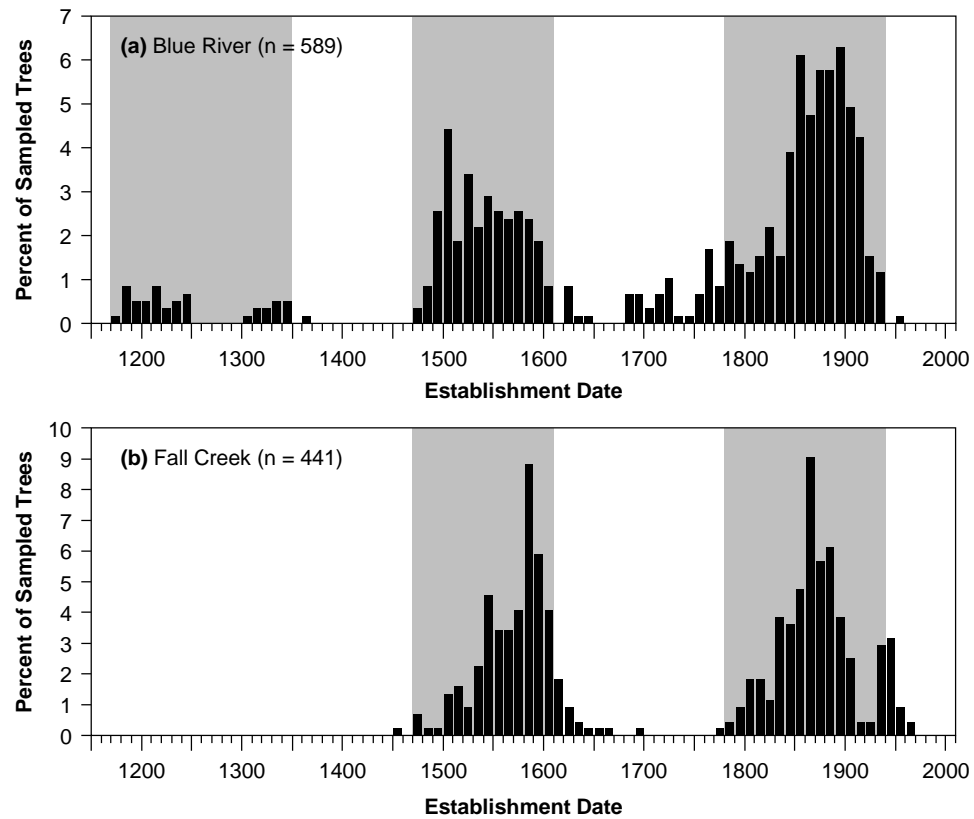 7
6
5
4
3
2
1
0
Percent of Sampled Trees
(a) Blue River (n = 589)
1200 1300 1400 1500 1600 1700 1800 1900 2000
Establishment Date
10
9
8
7
6
5
4
3
2
1
0
Percent of Sampled Trees
(b) Fall Creek (n = 441)
1200 1300 1400 1500 1600 1700 1800 1900 2000
Establishment Date